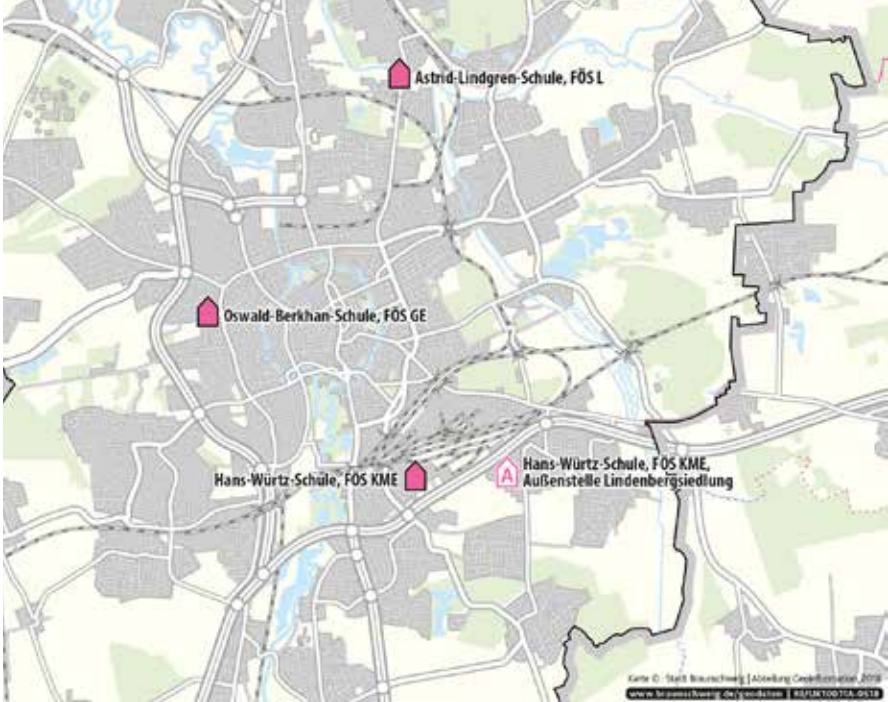 Astrid-Lindgren-Schule, FÖS L
Oswald-Berkhan-Schule, FÖS GE
Hans-Würtz-Schule, FÖS KME
A
Hans-Würtz-Schule, FÖS KME,
Außenstelle Lindenbergsiedlung
Karte ©: Stadt Braunschweig | Abteilung Geoinformation, 2018
www.braunschweig.de/geodaten